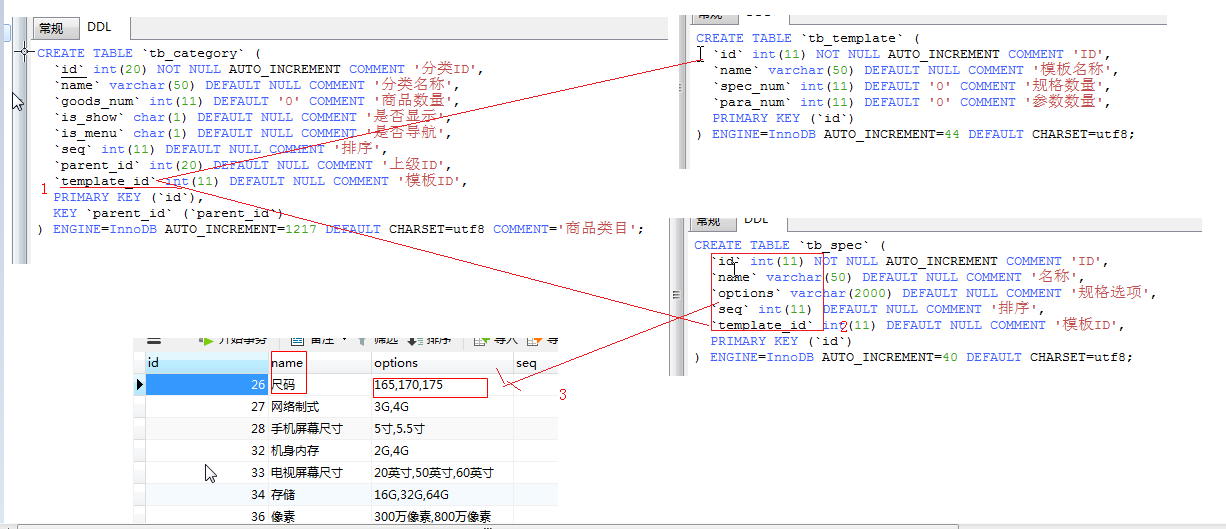 常规 DDL
CREATE TABLE `tb_category` (
`id` int(20) NOT NULL AUTO_INCREMENT COMMENT '分类ID',
`name` varchar(50) DEFAULT NULL COMMENT '分类名称',
`goods_num` int(11) DEFAULT '0' COMMENT '商品数量',
`is_show` char(1) DEFAULT NULL COMMENT '是否显示',
`is_menu` char(1) DEFAULT NULL COMMENT '是否导航',
`seq` int(11) DEFAULT NULL COMMENT '排序',
`parent_id` int(20) DEFAULT NULL COMMENT '上级ID',
1 `template_id` int(11) DEFAULT NULL COMMENT '模板ID',
PRIMARY KEY (`id`),
KEY `parent_id` (`parent_id`)
) ENGINE=InnoDB AUTO_INCREMENT=1217 DEFAULT CHARSET=utf8 COMMENT='商品类目';
常规 DDL
CREATE TABLE `tb_template` (
`id` int(11) NOT NULL AUTO_INCREMENT COMMENT 'ID',
`name` varchar(50) DEFAULT NULL COMMENT '模板名称',
`spec_num` int(11) DEFAULT '0' COMMENT '规格数量',
`para_num` int(11) DEFAULT '0' COMMENT '参数数量',
PRIMARY KEY (`id`)
) ENGINE=InnoDB AUTO_INCREMENT=44 DEFAULT CHARSET=utf8;
常规 DDL
CREATE TABLE `tb_spec` (
`id` int(11) NOT NULL AUTO_INCREMENT COMMENT 'ID',
`name` varchar(50) DEFAULT NULL COMMENT '名称',
`options` varchar(2000) DEFAULT NULL COMMENT '规格选项',
`seq` int(11) DEFAULT NULL COMMENT '排序',
`template_id` int(11) DEFAULT NULL COMMENT '模板ID',
2
PRIMARY KEY (`id`)
) ENGINE=InnoDB AUTO_INCREMENT=40 DEFAULT CHARSET=utf8;
开始事务 备注 筛选 排序 导入 导
id name options seq
26 尺码 165,170,175
3
27 网络制式 3G,4G
28 手机屏幕尺寸 5寸,5.5寸
32 机身内存 2G,4G
33 电视屏幕尺寸 20英寸,50英寸,60英寸
34 存储 16G,32G,64G
36 像素 300万像素,800万像素